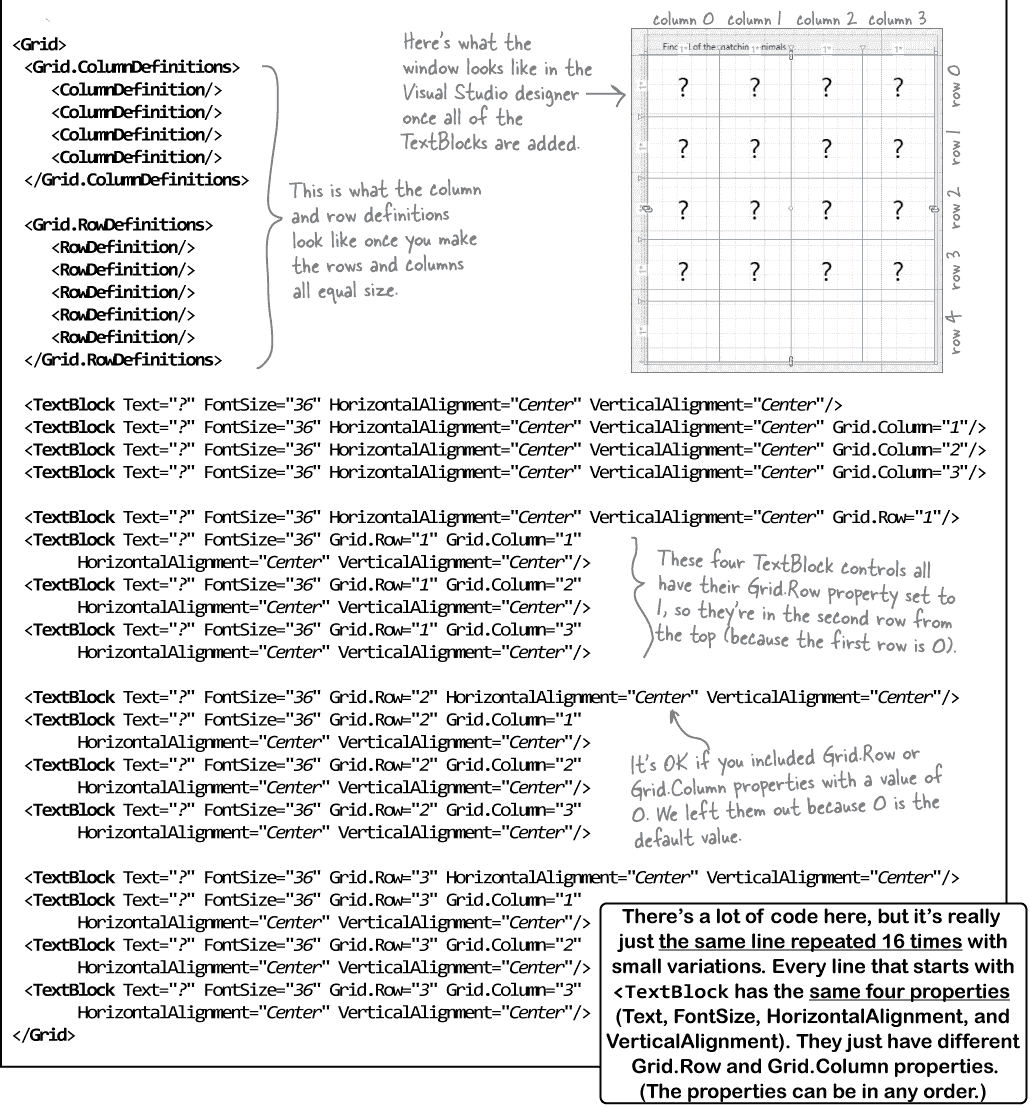 column 0 column 1 column 2 column 3
<Grid>
<Grid.ColumnDefinitions>
<ColumnDefinition/>
<ColumnDefinition/>
<ColumnDefinition/>
<ColumnDefinition/>
</Grid.ColumnDefinitions>
<Grid.RowDefinitions>
<RowDefinition/>
<RowDefinition/>
<RowDefinition/>
<RowDefinition/>
<RowDefinition/>
</Grid.RowDefinitions>
This is what the column
and row definitions
look like once you make
the rows and columns
all equal size.
Here's what the
window looks like in the
Visual Studio designer
once all of the
TextBlocks are added.
of the
? ? ? ?
? ? ? ?
? ? ? ?
? ? ? ?
row 0
row 1
row 2
row 3
row 4
<TextBlock Text="?" FontSize="36" HorizontalAlignment="Center" VerticalAlignment="Center"/>
<TextBlock Text="?" FontSize="36" HorizontalAlignment="Center" VerticalAlignment="Center" Grid.Column="1"/>
<TextBlock Text="?" FontSize="36" HorizontalAlignment="Center" VerticalAlignment="Center" Grid.Column="2"/>
<TextBlock Text="?" FontSize="36" HorizontalAlignment="Center" VerticalAlignment="Center" Grid.Column="3"/>
<TextBlock Text="?" FontSize="36" HorizontalAlignment="Center" VerticalAlignment="Center" Grid.Row="1"/>
<TextBlock Text="?" FontSize="36" Grid.Row="1" Grid.Column="1"
HorizontalAlignment="Center" VerticalAlignment="Center"/>
<TextBlock Text="?" FontSize="36" Grid.Row="1" Grid.Column="2"
HorizontalAlignment="Center" VerticalAlignment="Center"/>
<TextBlock Text="?" FontSize="36" Grid.Row="1" Grid.Column="3"
HorizontalAlignment="Center" VerticalAlignment="Center"/>
These four TextBlock controls all
have their Grid.Row property set to
1, so they're in the second row from
the top (because the first row is 0).
<TextBlock Text="?" FontSize="36" Grid.Row="2" HorizontalAlignment="Center" VerticalAlignment="Center"/>
<TextBlock Text="?" FontSize="36" Grid.Row="2" Grid.Column="1"
HorizontalAlignment="Center" VerticalAlignment="Center"/>
<TextBlock Text="?" FontSize="36" Grid.Row="2" Grid.Column="2"
HorizontalAlignment="Center" VerticalAlignment="Center"/>
<TextBlock Text="?" FontSize="36" Grid.Row="2" Grid.Column="3"
HorizontalAlignment="Center" VerticalAlignment="Center"/>
It's OK if you included Grid.Row or
Grid.Column properties with a value of
0. We left them out because 0 is the
default value.
<TextBlock Text="?" FontSize="36" Grid.Row="3" HorizontalAlignment="Center" VerticalAlignment="Center"/>
<TextBlock Text="?" FontSize="36" Grid.Row="3" Grid.Column="1"
HorizontalAlignment="Center" VerticalAlignment="Center"/>
<TextBlock Text="?" FontSize="36" Grid.Row="3" Grid.Column="2"
HorizontalAlignment="Center" VerticalAlignment="Center"/>
<TextBlock Text="?" FontSize="36" Grid.Row="3" Grid.Column="3"
HorizontalAlignment="Center" VerticalAlignment="Center"/>
</Grid>
There's a lot of code here, but it's really
just the same line repeated 16 times with
small variations. Every line that starts with
<TextBlock has the same four properties
(Text, FontSize, HorizontalAlignment, and
VerticalAlignment). They just have different
Grid.Row and Grid.Column properties.
(The properties can be in any order.)